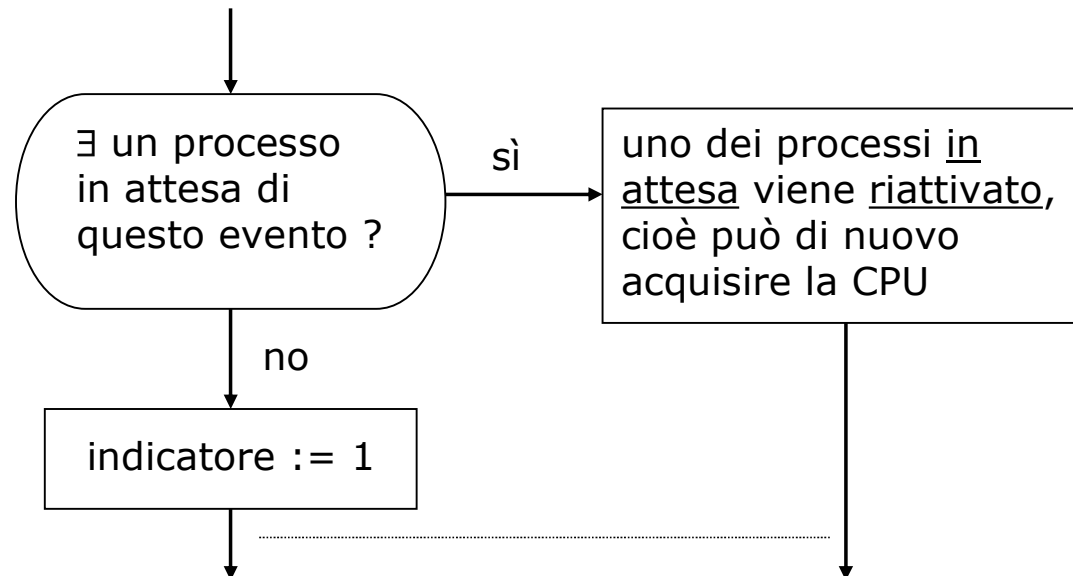 ∃ un processo
in attesa di
questo evento ?
sì
uno dei processi in
attesa viene riattivato,
cioè può di nuovo
acquisire la CPU
no
indicatore := 1